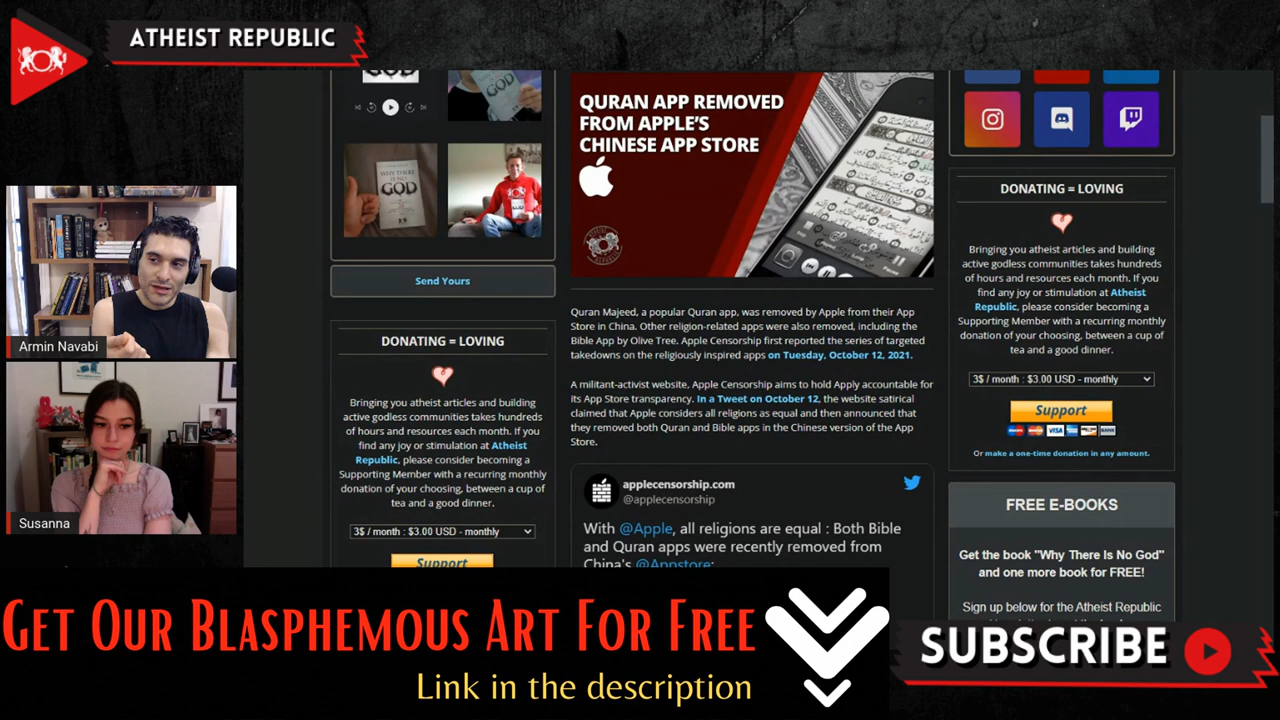 ATHEIST REPUBLIC
GOD
GOD
WHY THERE
IS NO
GOD
Send Yours
DONATING = LOVING
Bringing you atheist articles and building
active godless communities takes hundreds
of hours and resources each month. If you
find any joy or stimulation at Atheist
Republic, please consider becoming a
Supporting Member with a recurring monthly
donation of your choosing, between a cup of
tea and a good dinner.
3$ / month : $3.00 USD - monthly
Support
QURAN APP REMOVED
FROM APPLE'S
CHINESE APP STORE
Quran Majeed, a popular Quran app, was removed by Apple from their App
Store in China. Other religion-related apps were also removed, including the
Bible App by Olive Tree. Apple Censorship first reported the series of targeted
takedowns on the religiously inspired apps on Tuesday, October 12, 2021.
A militant-activist website, Apple Censorship aims to hold Apply accountable for
its App Store transparency. In a Tweet on October 12, the website satirical
claimed that Apple considers all religions as equal and then announced that
they removed both Quran and Bible apps in the Chinese version of the App
Store.
applecensorship.com
@applecensorship
With @Apple, all religions are equal : Both Bible
and Quran apps were recently removed from
China's @Appstore:
DONATING = LOVING
Bringing you atheist articles and building
active godless communities takes hundreds
of hours and resources each month. If you
find any joy or stimulation at Atheist
Republic, please consider becoming a
Supporting Member with a recurring monthly
donation of your choosing, between a cup of
tea and a good dinner.
3$ / month : $3.00 USD - monthly
Support
VISA
BANK
Or make a one-time donation in any amount.
FREE E-BOOKS
Get the book "Why There Is No God"
and one more book for FREE!
Sign up below for the Atheist Republic
Armin Navabi
Susanna
GET OUR BLASPHEMOUS ART FOR FREE
Link in the description
SUBSCRIBE